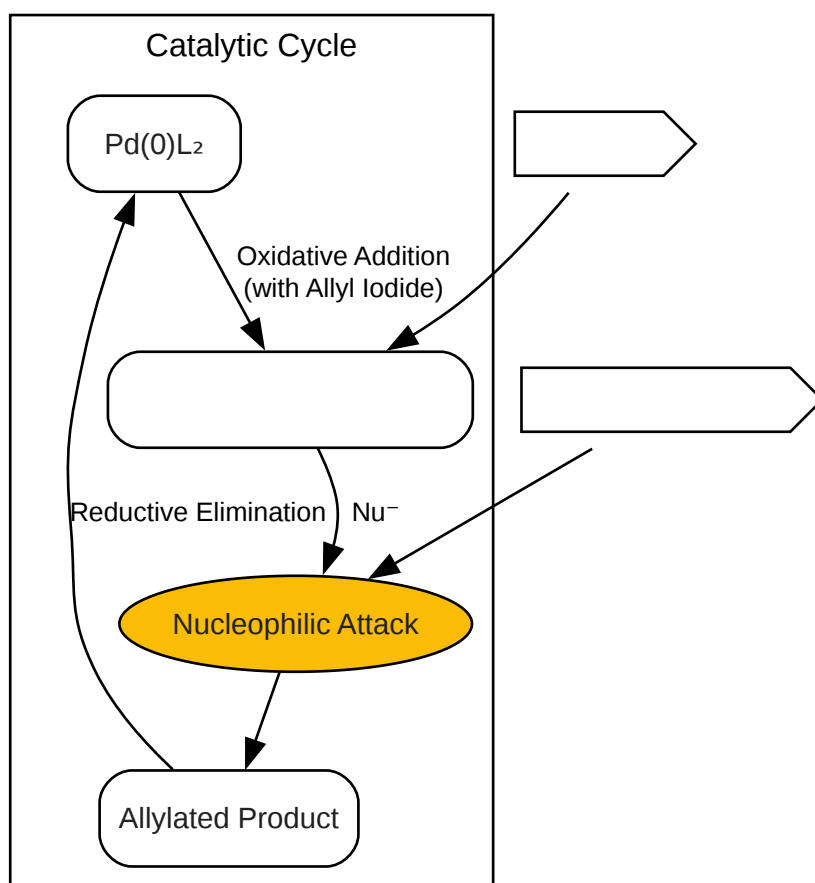 Catalytic Cycle
Pd(0)L₂
Oxidative Addition
(with Allyl Iodide)
Reductive Elimination
Nu⁻
Nucleophilic Attack
Allylated Product